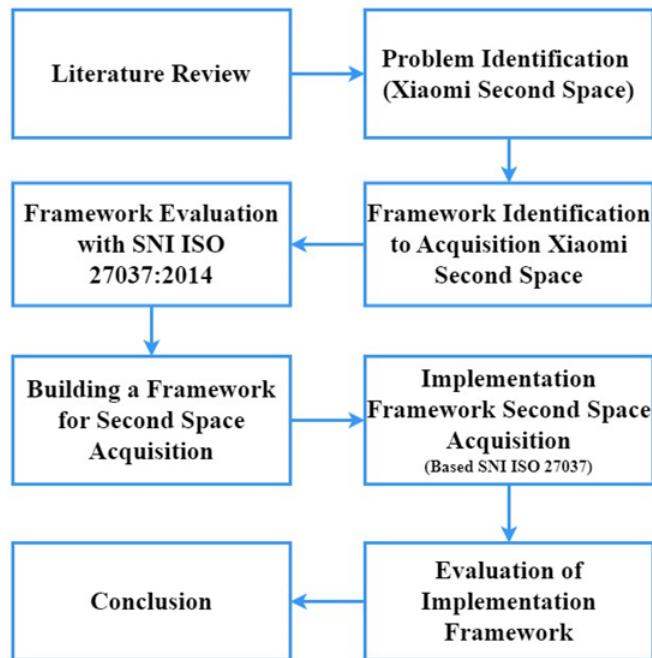 Literature Review
Problem Identification
(Xiaomi Second Space)
Framework Identification
to Acquisition Xiaomi
Second Space
Framework Evaluation
with SNI ISO
27037:2014
Building a Framework
for Second Space
Acquisition
Implementation
Framework Second Space
Acquisition
(Based SNI ISO 27037)
Evaluation of
Implementation
Framework
Conclusion